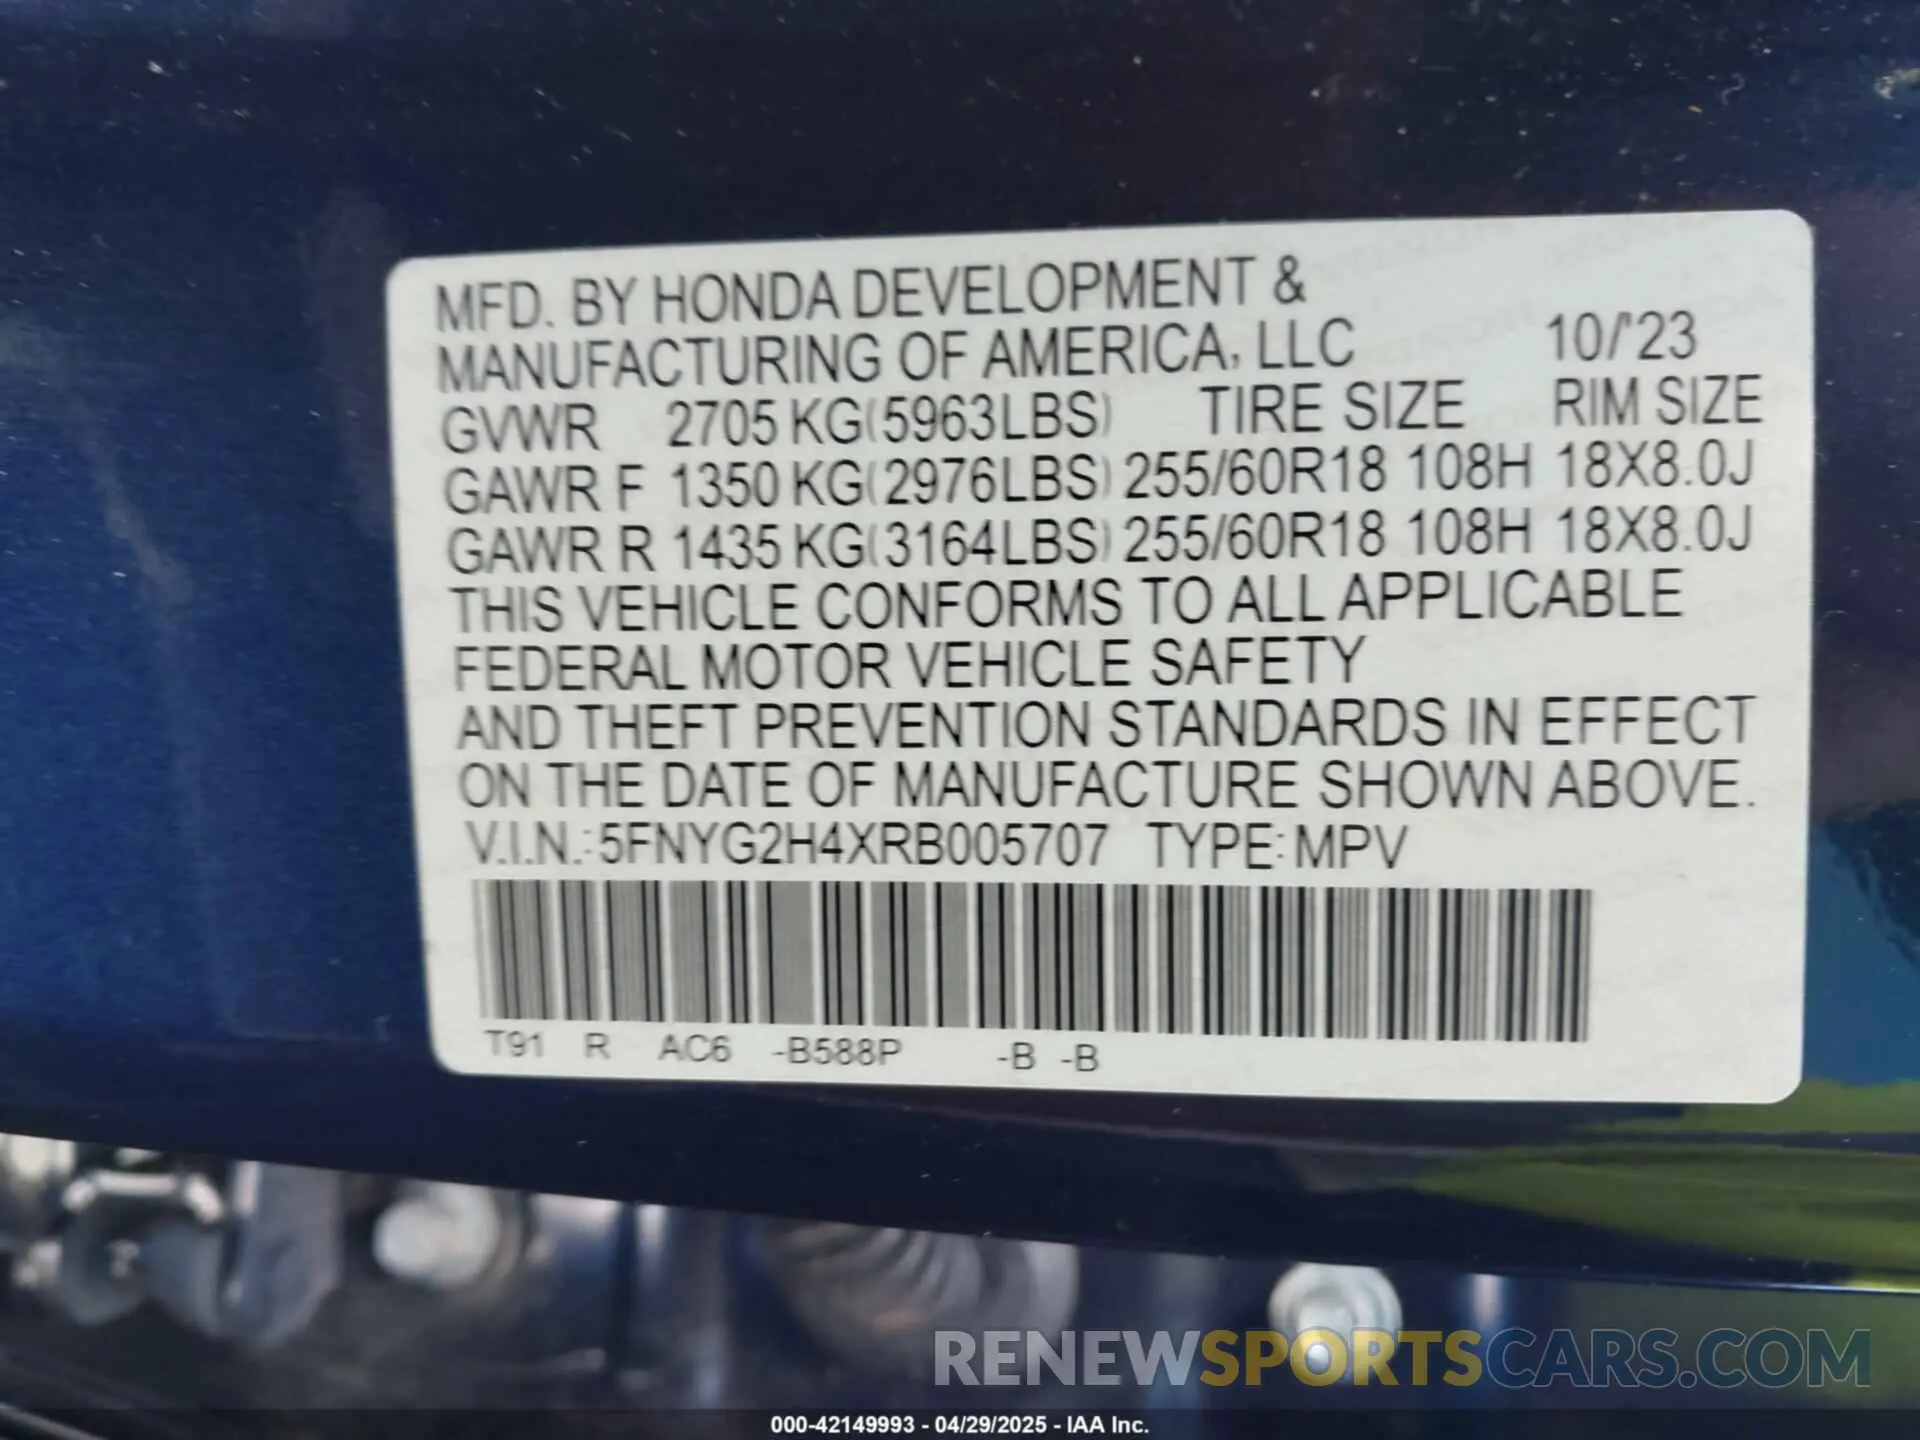 MFD. BY HONDA DEVELOPMENT &
MANUFACTURING OF AMERICA, LLC 10/'23
GVWR 2705 KG(5963LBS) TIRE SIZE RIM SIZE
GAWR F 1350 KG(2976LBS) 255/60R18 108H 18X8.0J
GAWR R 1435 KG(3164LBS) 255/60R18 108H 18X8.0J
THIS VEHICLE CONFORMS TO ALL APPLICABLE
FEDERAL MOTOR VEHICLE SAFETY
AND THEFT PREVENTION STANDARDS IN EFFECT
ON THE DATE OF MANUFACTURE SHOWN ABOVE.
V.I.N.: 5FNYG2H4XRB005707 TYPE: MPV
T91 R AC6 -B588P -B -B
RENEWSPORTSCARS.COM
000-42149993 - 04/29/2025 - IAA Inc.